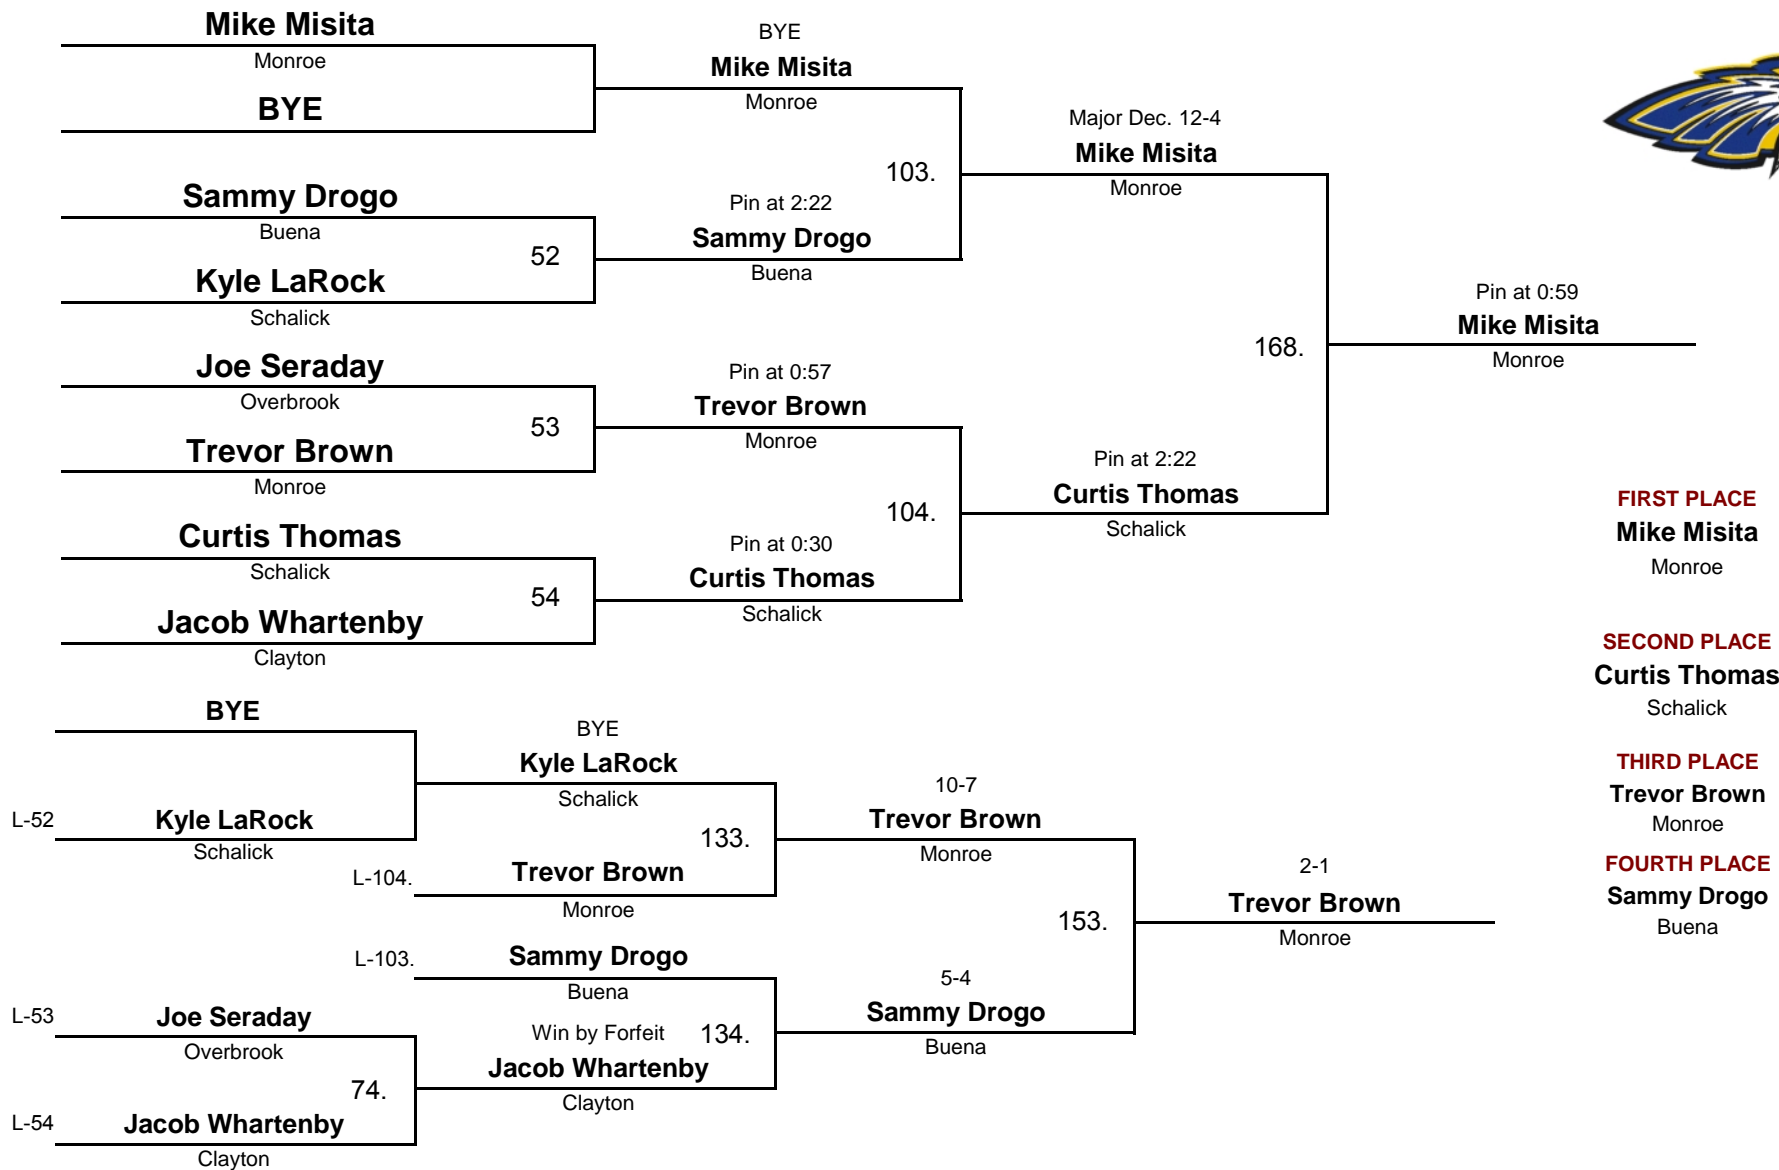 Mike Misita
Monroe
BYE
Sammy Drogo
Buena
52
Kyle LaRock
Schalick
Joe Seraday
Overbrook
53
Trevor Brown
Monroe
Curtis Thomas
Schalick
54
Jacob Whartenby
Clayton
BYE
Mike Misita
Monroe
103.
Pin at 2:22
Sammy Drogo
Buena
Pin at 0:57
Trevor Brown
Monroe
104.
Pin at 0:30
Curtis Thomas
Schalick
Major Dec. 12-4
Mike Misita
Monroe
168.
Pin at 2:22
Curtis Thomas
Schalick
Pin at 0:59
Mike Misita
Monroe
FIRST PLACE
Mike Misita
Monroe
SECOND PLACE
Curtis Thomas
Schalick
THIRD PLACE
Trevor Brown
Monroe
FOURTH PLACE
Sammy Drogo
Buena
BYE
L-52
Kyle LaRock
Schalick
L-53
Joe Seraday
Overbrook
74.
L-54
Jacob Whartenby
Clayton
BYE
Kyle LaRock
Schalick
133.
L-104.
Trevor Brown
Monroe
L-103.
Sammy Drogo
Buena
Win by Forfeit
134.
Jacob Whartenby
Clayton
10-7
Trevor Brown
Monroe
153.
5-4
Sammy Drogo
Buena
2-1
Trevor Brown
Monroe